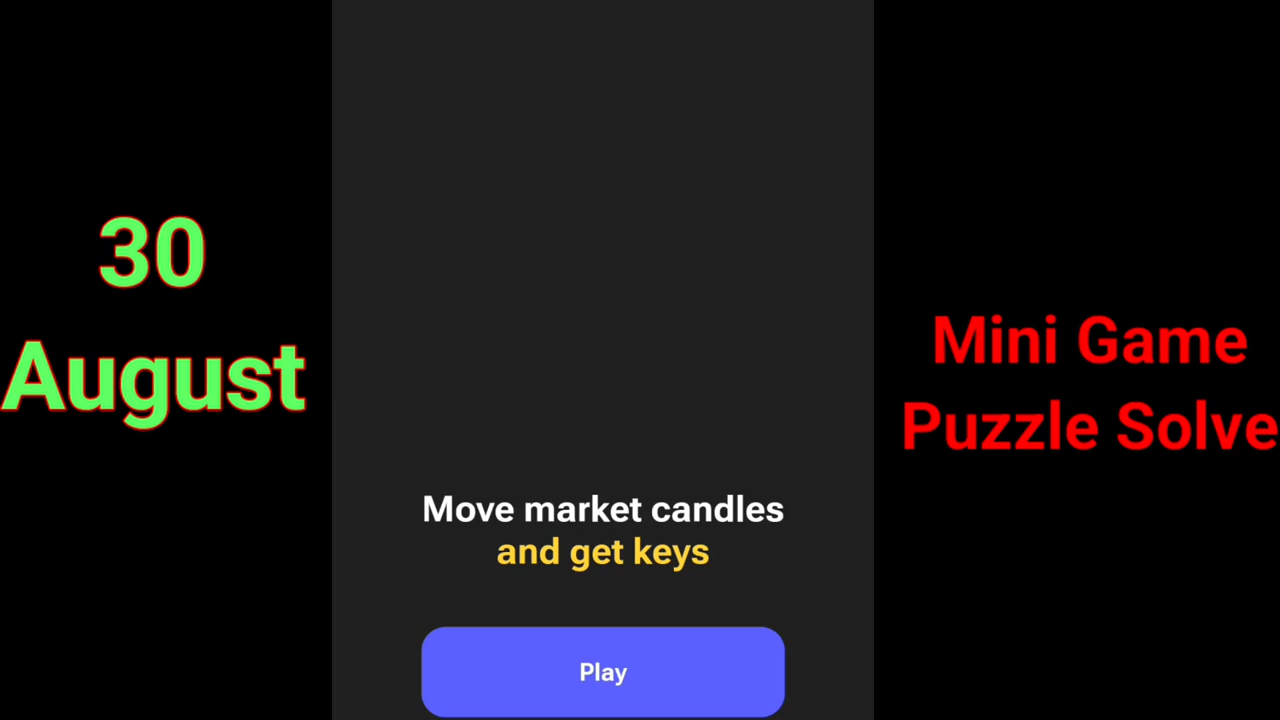 30
August
Move market candles
and get keys
Play
Mini Game
Puzzle Solve